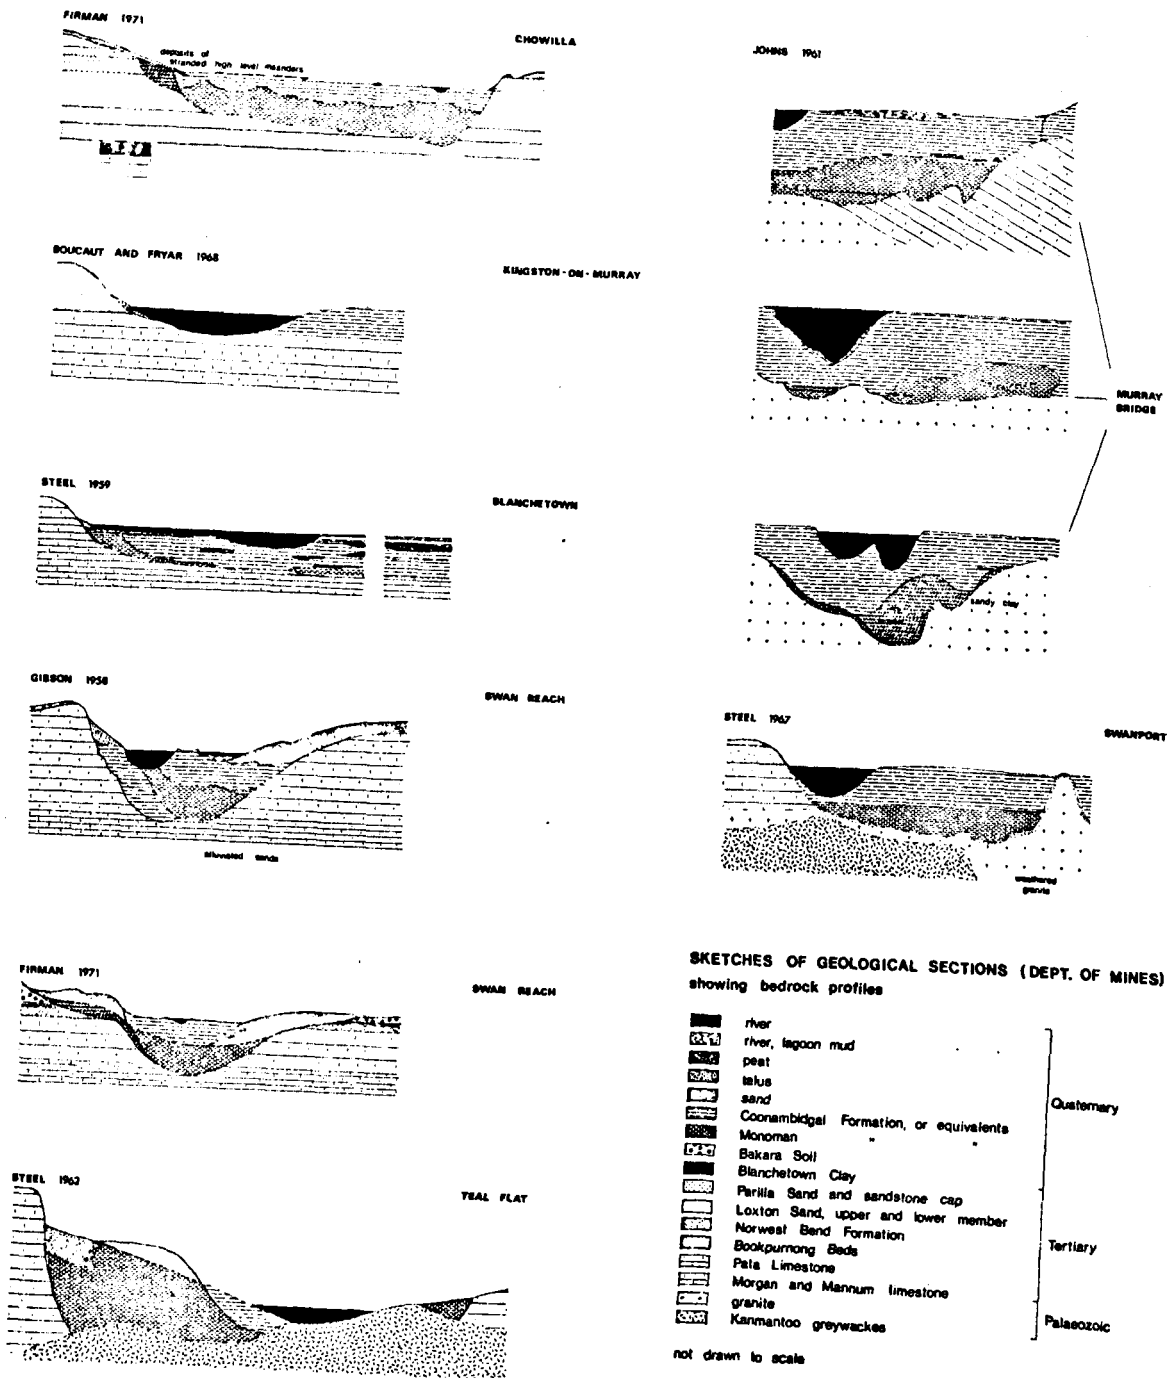 FIRMAN 1971
CHOWILLA
deposits of
stranded high level meanders
BOUCAUT AND FRYAR 1968
KINGSTON-ON-MURRAY
STEEL 1959
BLANCHETOWN
GIBSON 1958
SWAN REACH
alluviated sands
FIRMAN 1971
SWAN REACH
STEEL 1962
TEAL FLAT
JOHNS 1961
MURRAY
BRIDGE
sandy clay
STEEL 1967
SWANPORT
weathered
granite
SKETCHES OF GEOLOGICAL SECTIONS (DEPT. OF MINES)
showing bedrock profiles
river
river, lagoon mud
peat
talus
sand
Coonambidgal Formation, or equivalents
Monoman " "
Bakara Soil
Blanchetown Clay
Parilla Sand and sandstone cap
Loxton Sand, upper and lower member
Norwest Bend Formation
Bookpurnong Beds
Pata Limestone
Morgan and Mannum limestone
granite
Kanmantoo greywackes
Quaternary
Tertiary
Palaeozoic
not drawn to scale